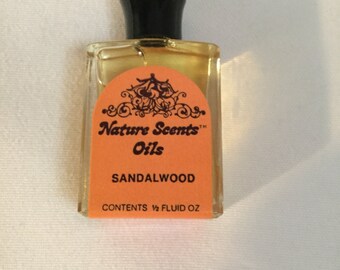 Nature Scents™
Oils
SANDALWOOD
CONTENTS ½ FLUID OZ